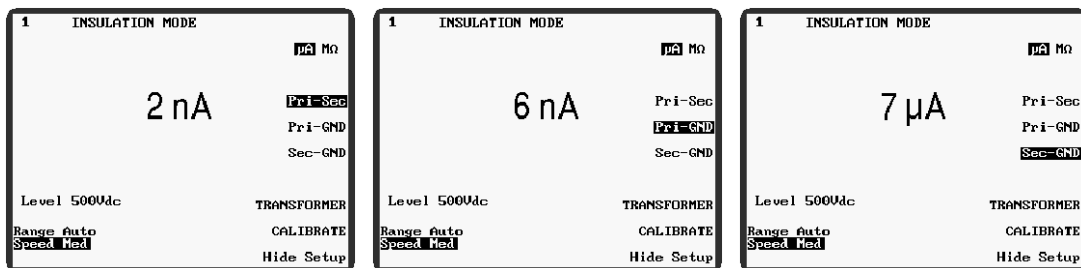 1 INSULATION MODE
µA MΩ
2 nA
Pri-Sec
Pri-GND
Sec-GND
Level 500Vdc
TRANSFORMER
Range Auto
CALIBRATE
Speed Med
Hide Setup
1 INSULATION MODE
µA MΩ
6 nA
Pri-Sec
Pri-GND
Sec-GND
Level 500Vdc
TRANSFORMER
Range Auto
CALIBRATE
Speed Med
Hide Setup
1 INSULATION MODE
µA MΩ
7 µA
Pri-Sec
Pri-GND
Sec-GND
Level 500Vdc
TRANSFORMER
Range Auto
CALIBRATE
Speed Med
Hide Setup